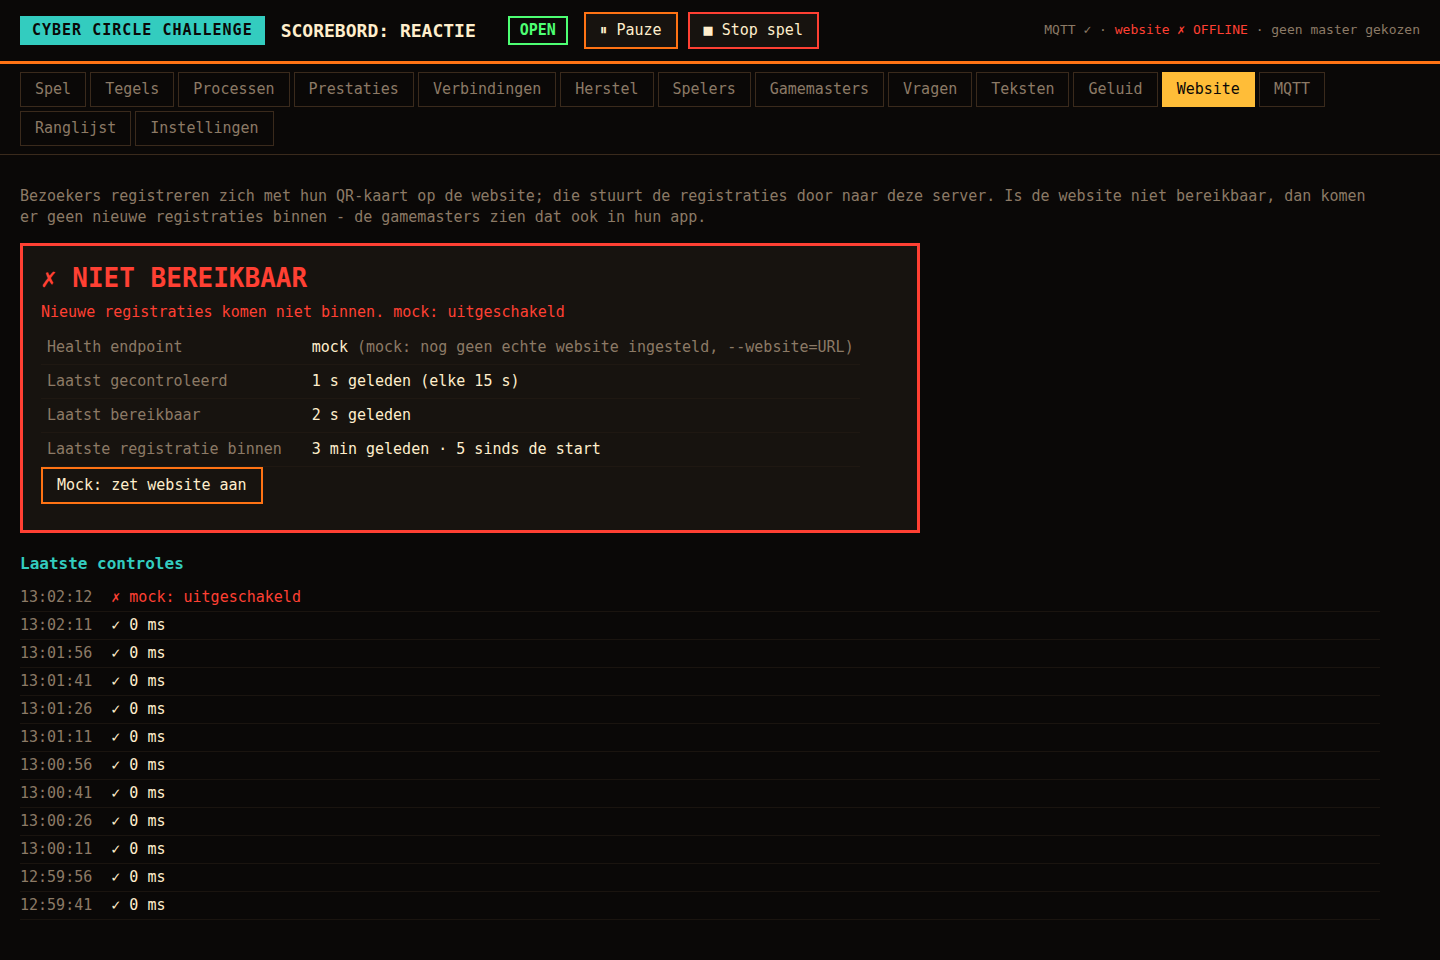 CYBER CIRCLE CHALLENGE SCOREBORD: REACTIE OPEN ⏸ Pauze ■ Stop spel MQTT ✓ · website ✗ OFFLINE · geen master gekozen
Spel Tegels Processen Prestaties Verbindingen Herstel Spelers Gamemasters Vragen Teksten Geluid Website MQTT
Ranglijst Instellingen
Bezoekers registreren zich met hun QR-kaart op de website; die stuurt de registraties door naar deze server. Is de website niet bereikbaar, dan komen
er geen nieuwe registraties binnen - de gamemasters zien dat ook in hun app.
✗ NIET BEREIKBAAR
Nieuwe registraties komen niet binnen. mock: uitgeschakeld
Health endpoint mock (mock: nog geen echte website ingesteld, --website=URL)
Laatst gecontroleerd 1 s geleden (elke 15 s)
Laatst bereikbaar 2 s geleden
Laatste registratie binnen 3 min geleden · 5 sinds de start
Mock: zet website aan
Laatste controles
13:02:12 ✗ mock: uitgeschakeld
13:02:11 ✓ 0 ms
13:01:56 ✓ 0 ms
13:01:41 ✓ 0 ms
13:01:26 ✓ 0 ms
13:01:11 ✓ 0 ms
13:00:56 ✓ 0 ms
13:00:41 ✓ 0 ms
13:00:26 ✓ 0 ms
13:00:11 ✓ 0 ms
12:59:56 ✓ 0 ms
12:59:41 ✓ 0 ms